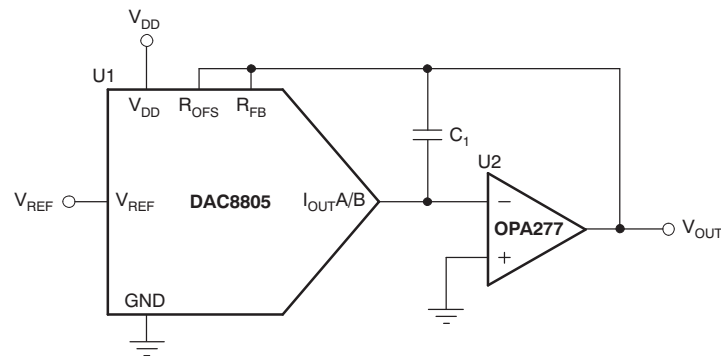 V_DD
U1
V_DD R_OFS R_FB
C_1
U2
V_REF V_REF DAC8805 I_OUT A/B − OPA277 + V_OUT
GND